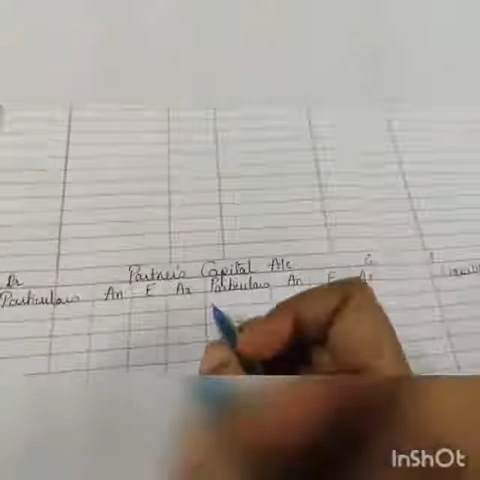 Dr Partner's Capital A/c Cr
Particulars An E Az Particulars An E Az
InShOt